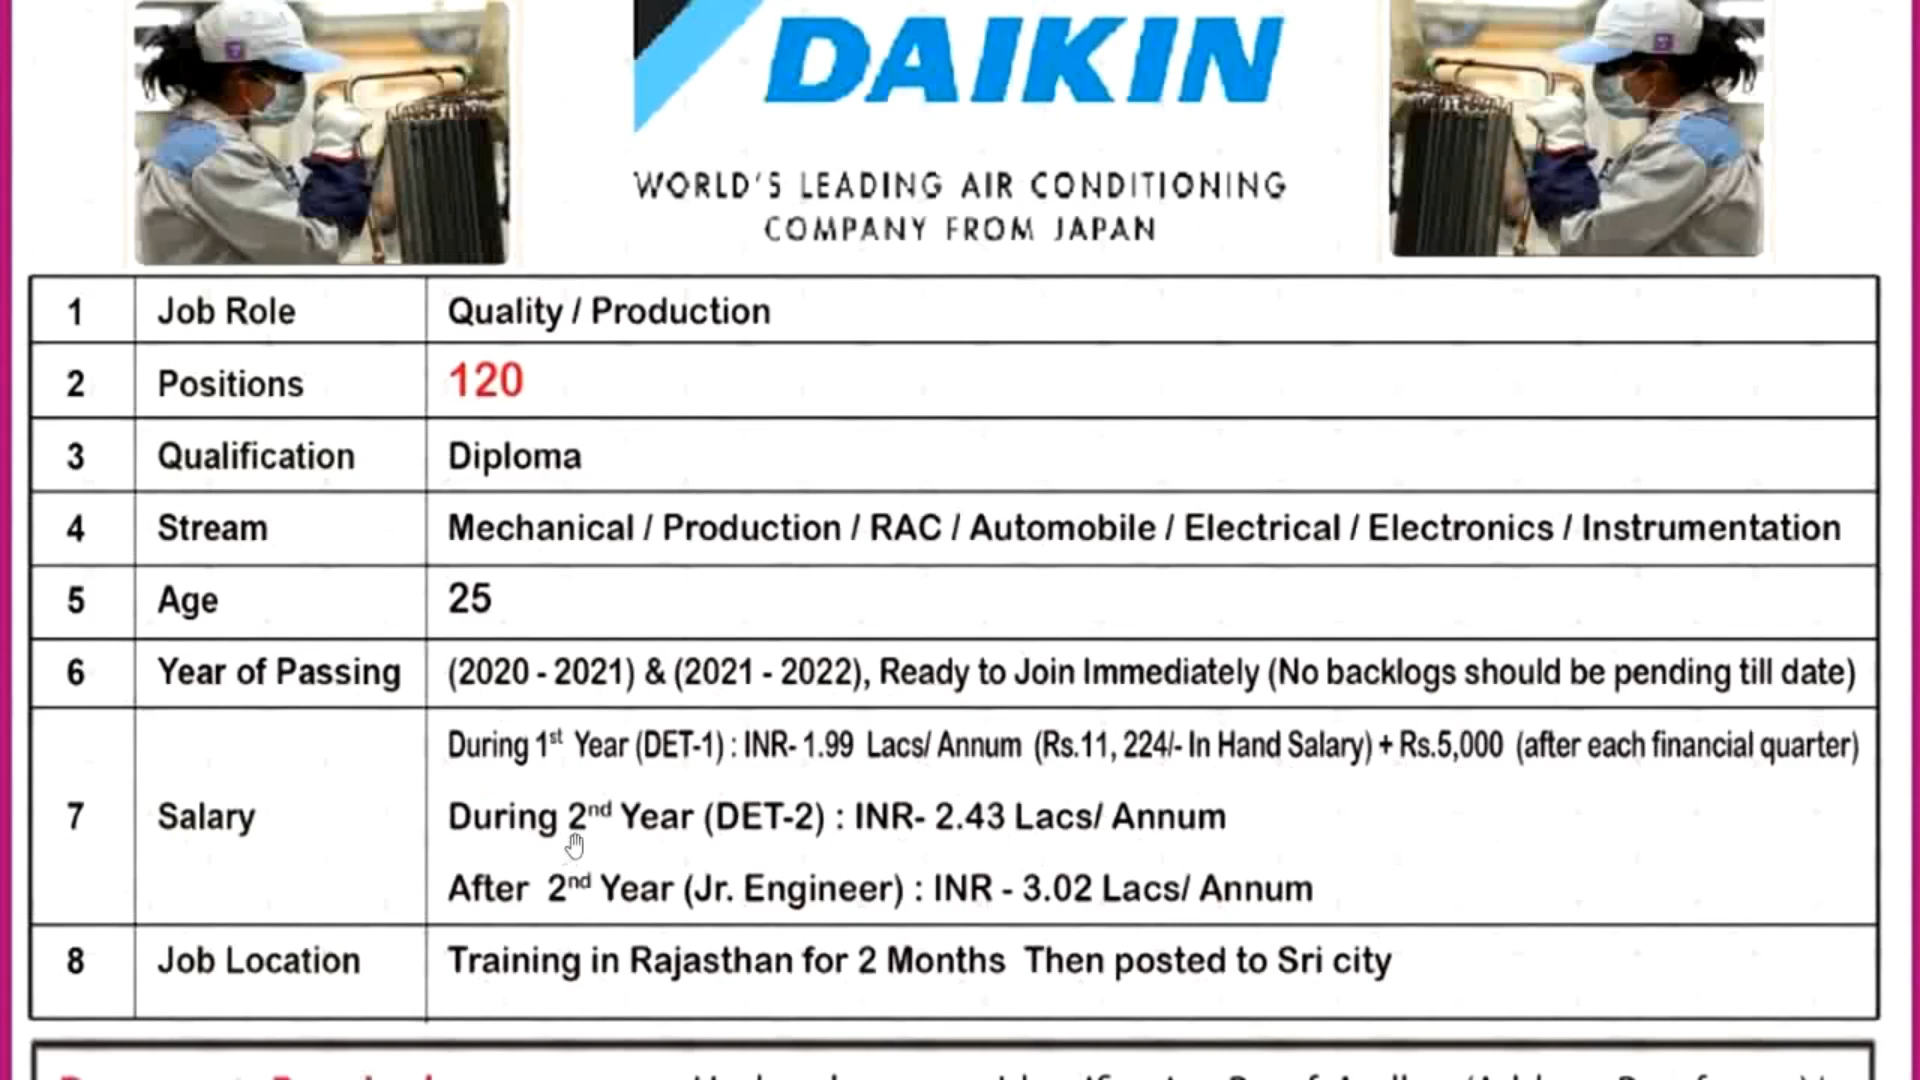 DAIKIN
WORLD'S LEADING AIR CONDITIONING
COMPANY FROM JAPAN
1 Job Role Quality / Production
2 Positions 120
3 Qualification Diploma
4 Stream Mechanical / Production / RAC / Automobile / Electrical / Electronics / Instrumentation
5 Age 25
6 Year of Passing (2020 - 2021) & (2021 - 2022), Ready to Join Immediately (No backlogs should be pending till date)
During 1st Year (DET-1) : INR- 1.99 Lacs/ Annum (Rs.11, 224/- In Hand Salary) + Rs.5,000 (after each financial quarter)
7 Salary During 2nd Year (DET-2) : INR- 2.43 Lacs/ Annum
After 2nd Year (Jr. Engineer) : INR - 3.02 Lacs/ Annum
8 Job Location Training in Rajasthan for 2 Months Then posted to Sri city